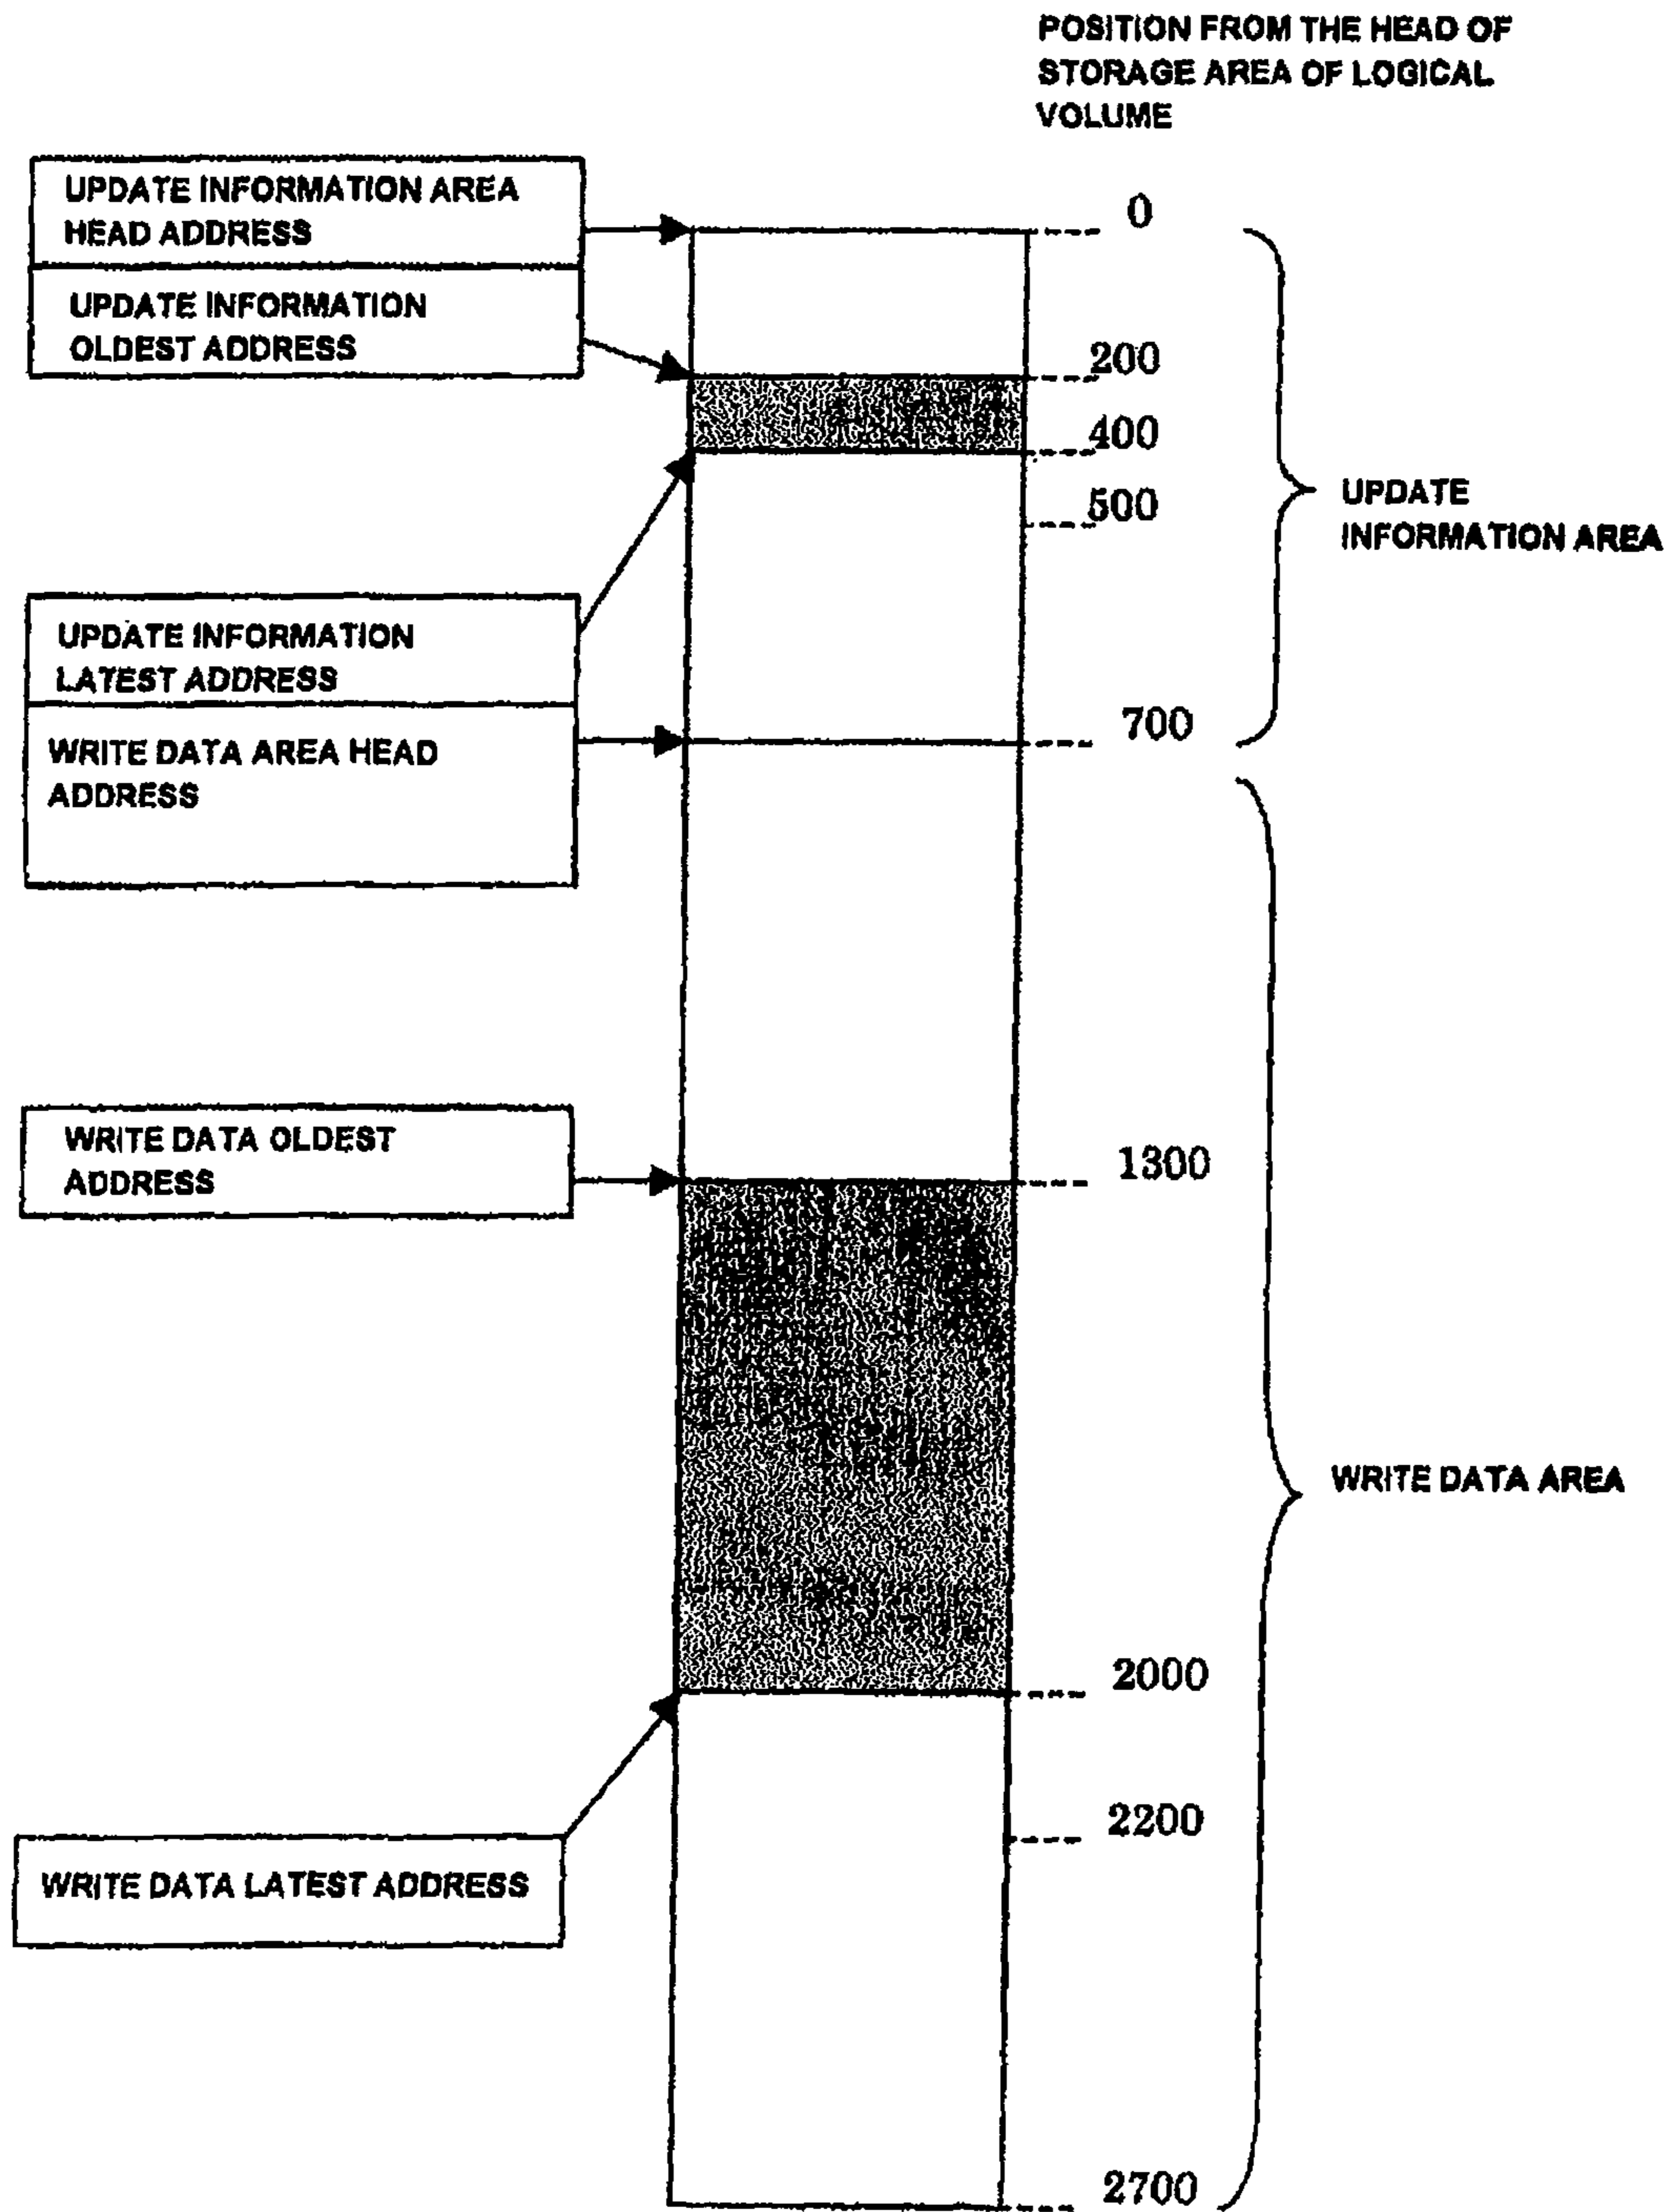 POSITION FROM THE HEAD OF
STORAGE AREA OF LOGICAL
VOLUME
UPDATE INFORMATION AREA
HEAD ADDRESS
0
UPDATE INFORMATION
OLDEST ADDRESS
200
400
500
UPDATE
INFORMATION AREA
UPDATE INFORMATION
LATEST ADDRESS
700
WRITE DATA AREA HEAD
ADDRESS
WRITE DATA OLDEST
ADDRESS
1300
WRITE DATA AREA
2000
2200
WRITE DATA LATEST ADDRESS
2700